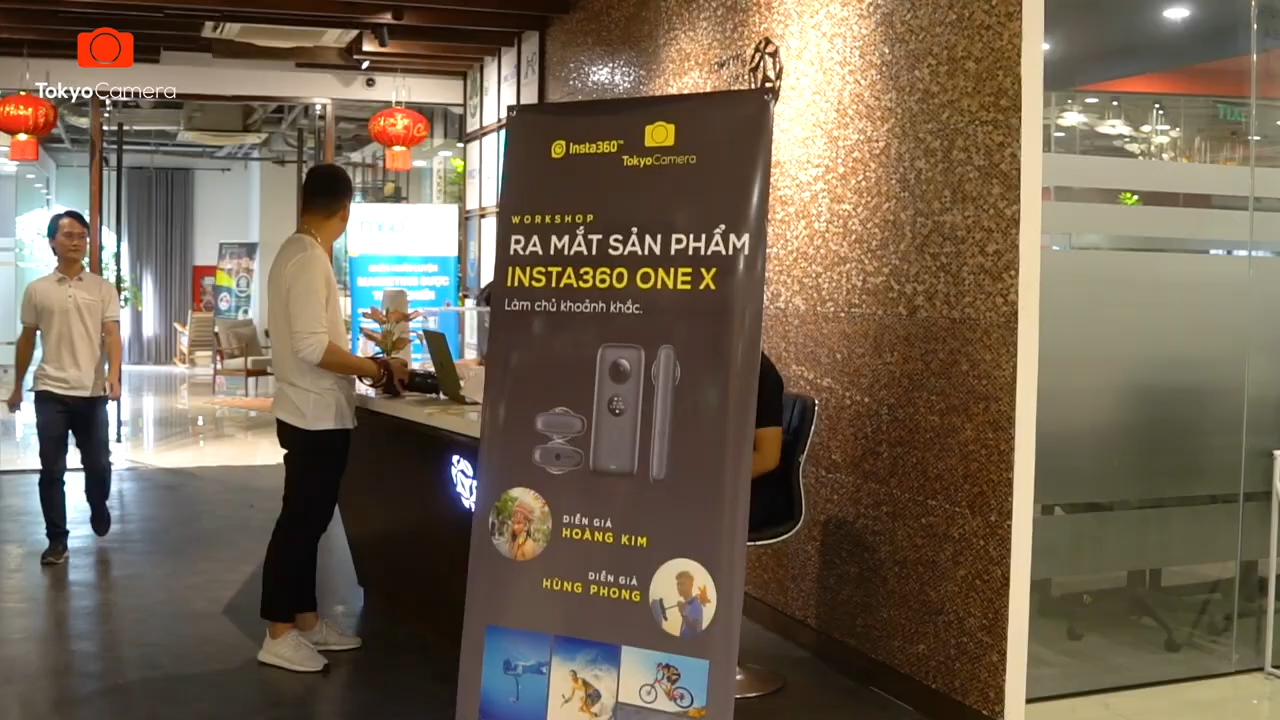 TokyoCamera
Insta360™
TokyoCamera
WORKSHOP
RA MẮT SẢN PHẨM
INSTA360 ONE X
Làm chủ khoảnh khắc.
DIỄN GIẢ
HOÀNG KIM
DIỄN GIẢ
HÙNG PHONG